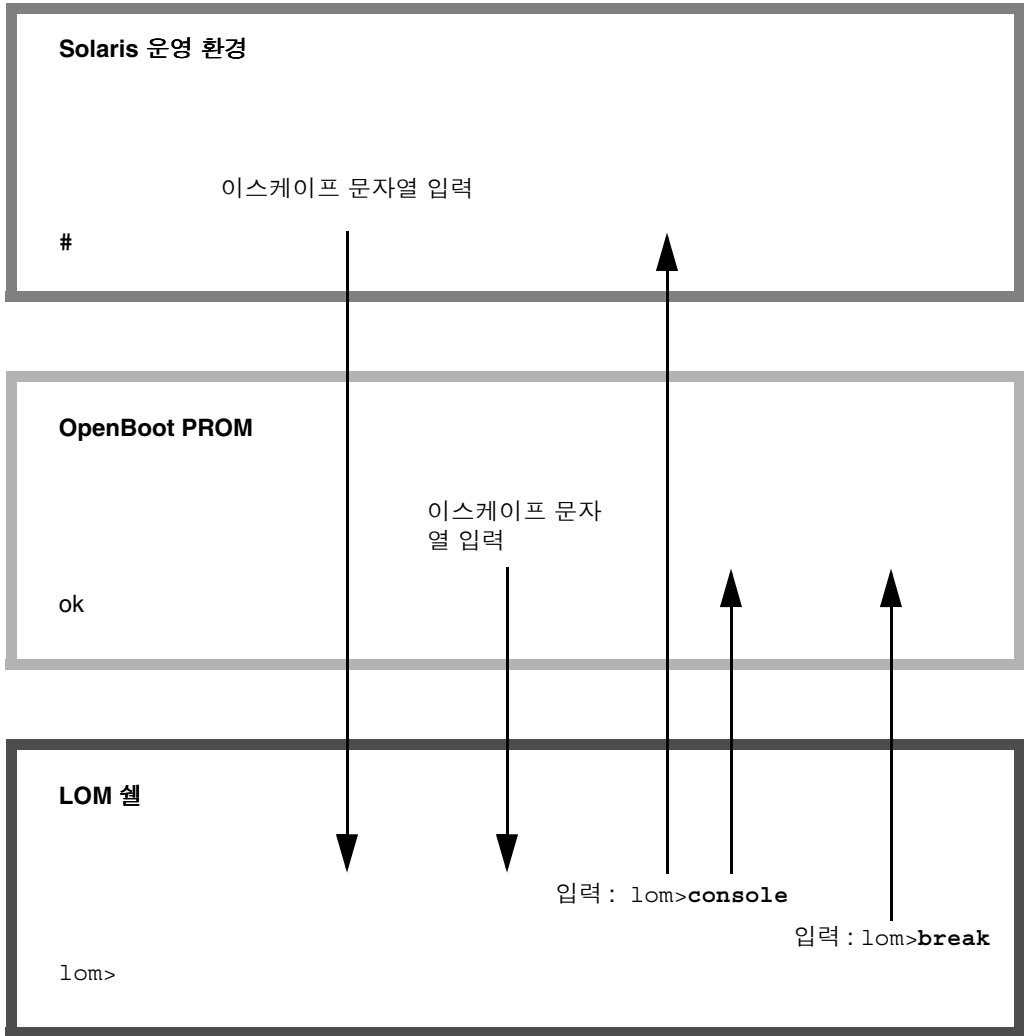 Solaris 운영 환경
이스케이프 문자열 입력
#
OpenBoot PROM
이스케이프 문자
열 입력
ok
LOM 쉘
입력 : lom>console
입력 : lom>break
lom>